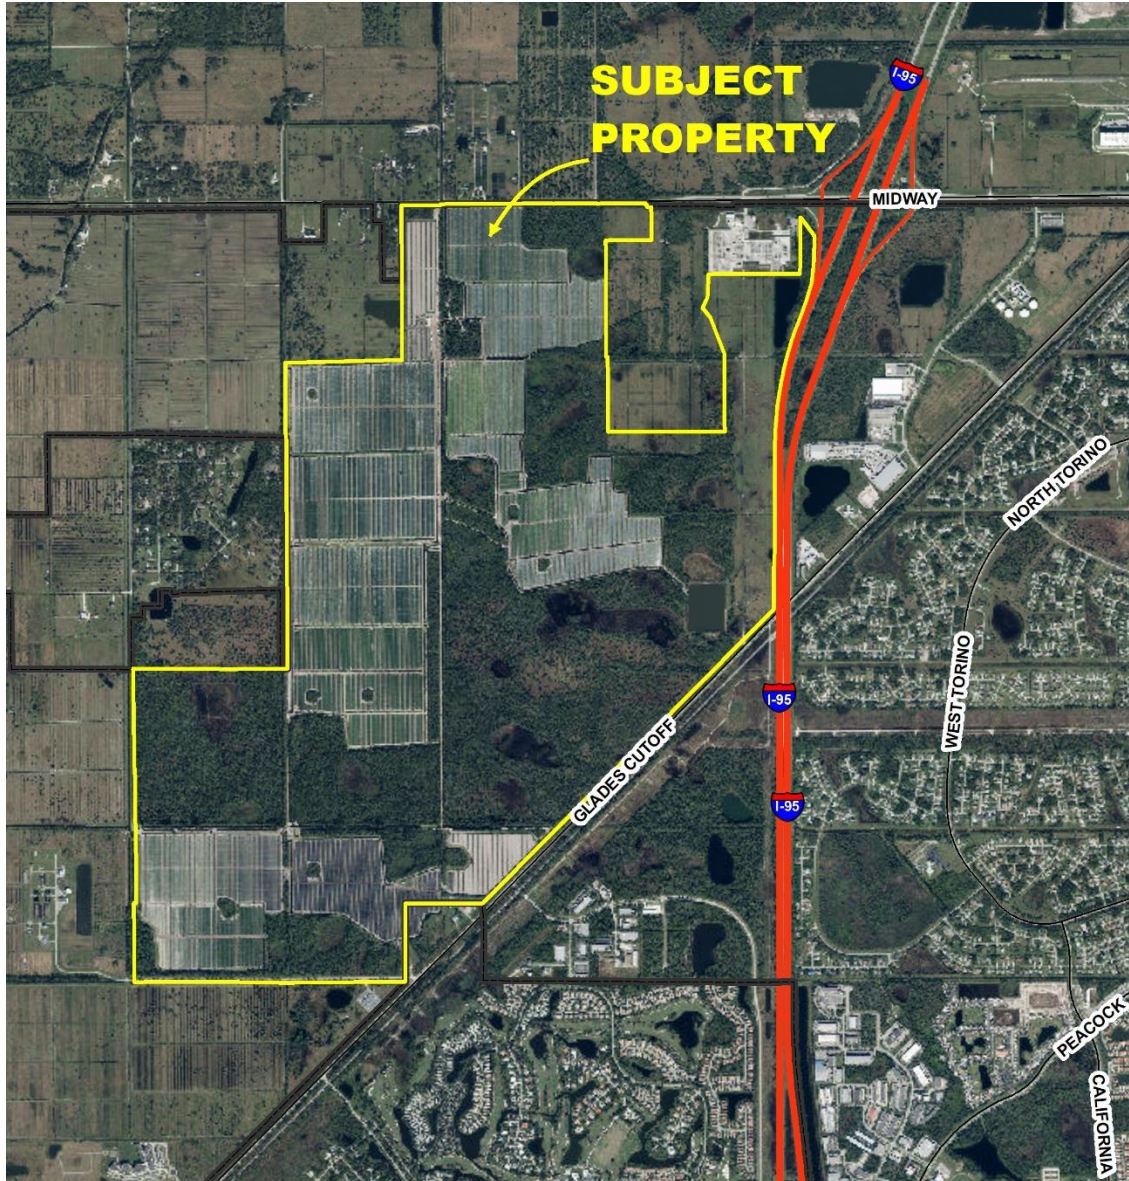 SUBJECT
PROPERTY
I-95
MIDWAY
NORTH TORINO
WEST TORINO
I-95
GLADES CUTOFF
I-95
PEACOCK
CALIFORNIA